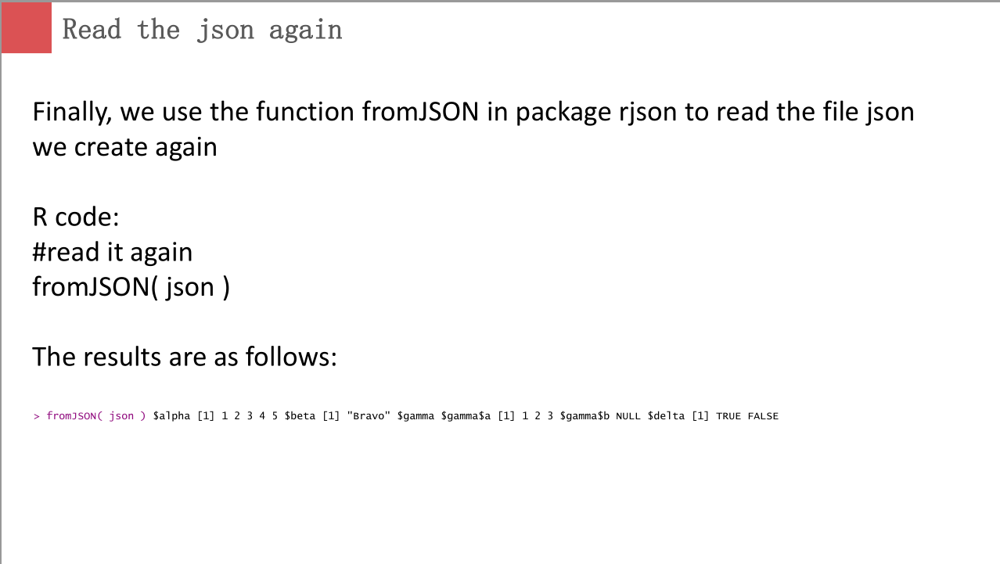 Read the json again
Finally, we use the function fromJSON in package rjson to read the file json
we create again
R code:
#read it again
fromJSON( json )
The results are as follows:
> fromJSON( json ) $alpha [1] 1 2 3 4 5 $beta [1] "Bravo" $gamma $gamma$a [1] 1 2 3 $gamma$b NULL $delta [1] TRUE FALSE